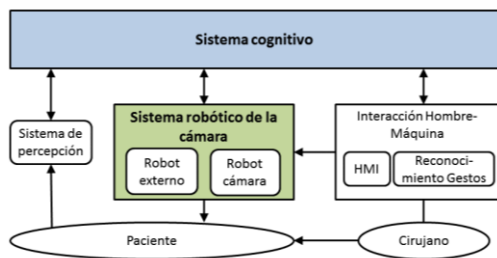 Sistema cognitivo
Sistema de
percepción
Sistema robótico de la
cámara
Robot
externo
Robot
cámara
Interacción Hombre-
Máquina
HMI
Reconoci-
miento Gestos
Paciente
Cirujano